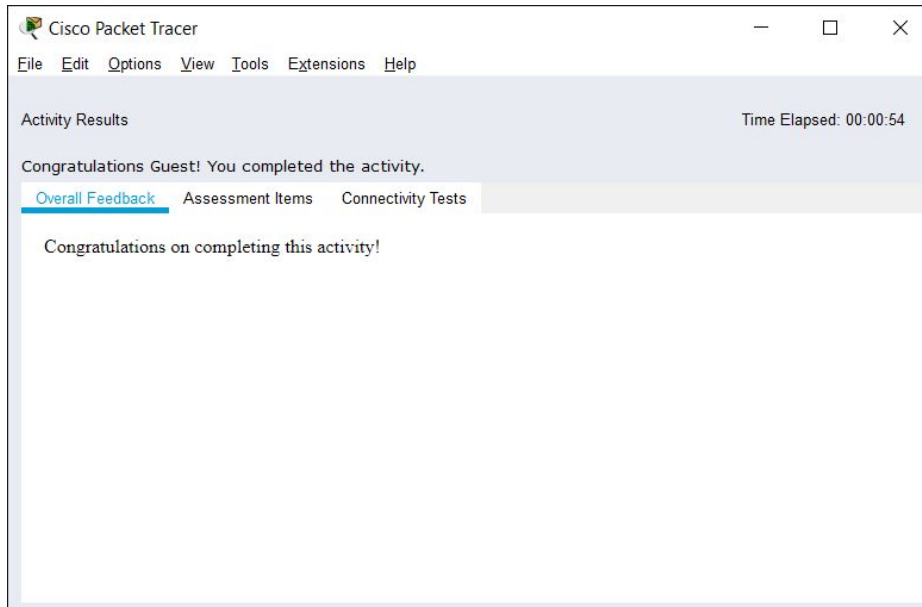 Cisco Packet Tracer
File Edit Options View Tools Extensions Help
Activity Results Time Elapsed: 00:00:54
Congratulations Guest! You completed the activity.
Overall Feedback Assessment Items Connectivity Tests
Congratulations on completing this activity!